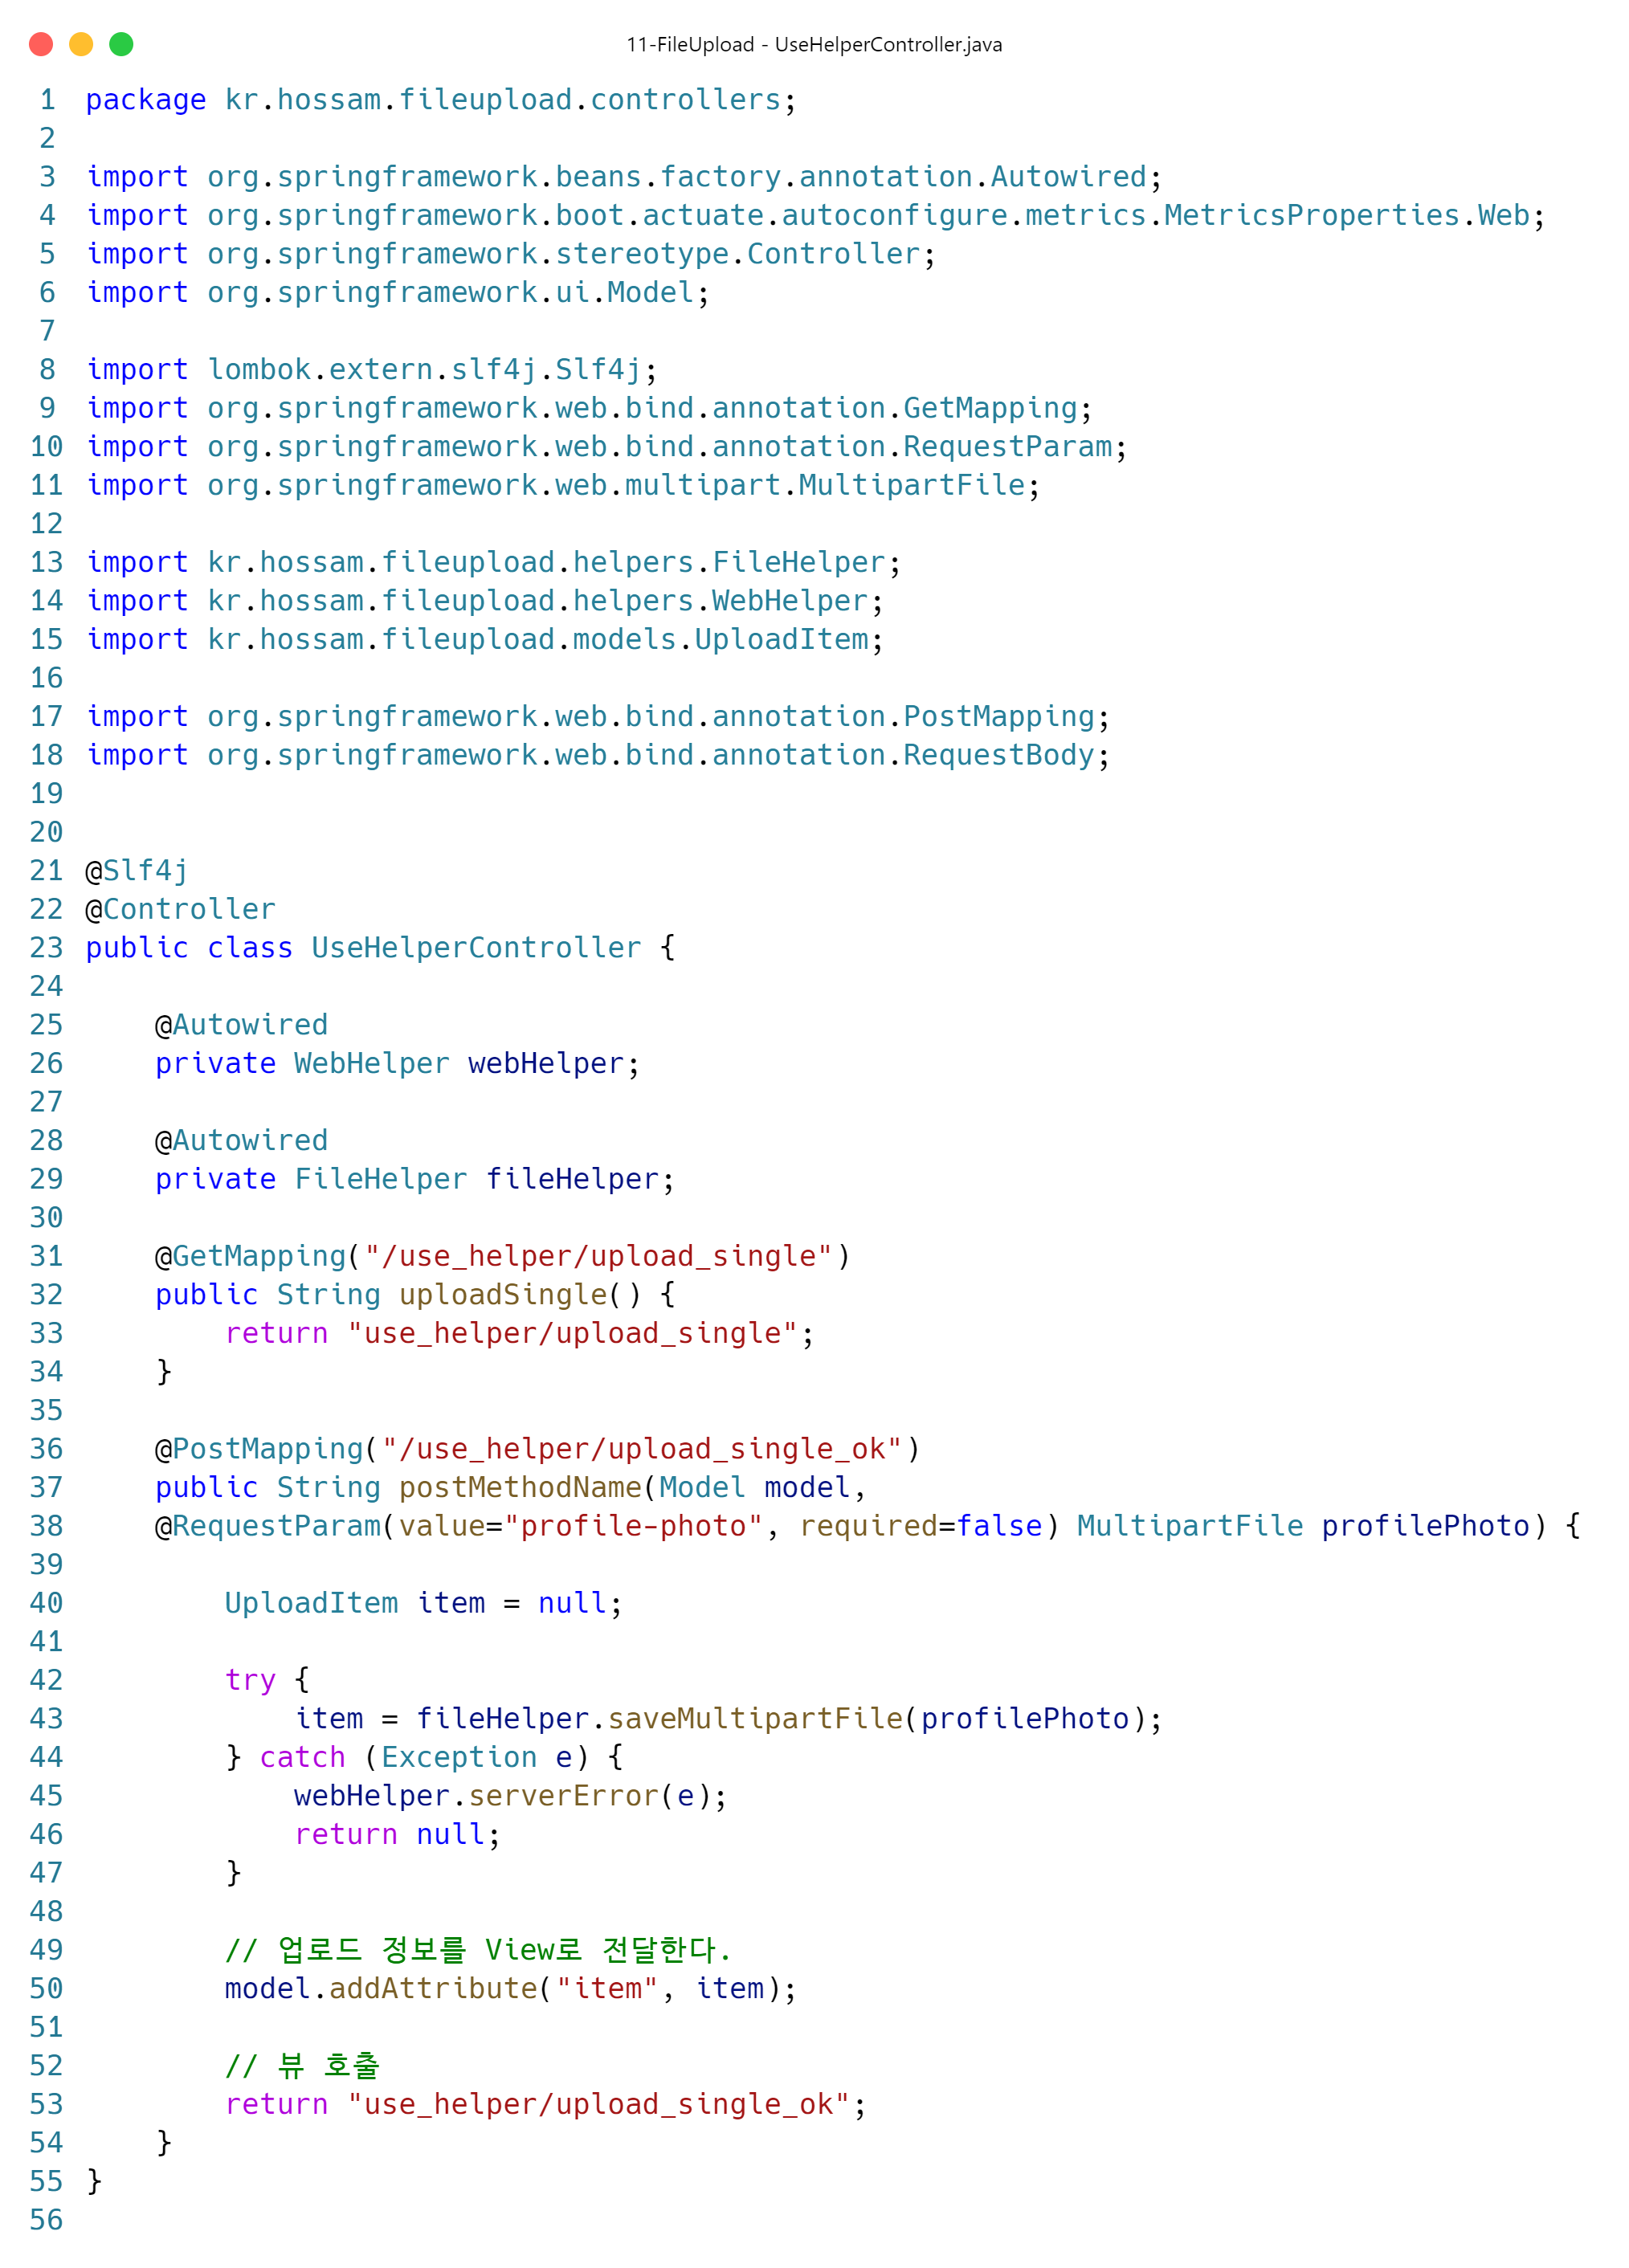 11-FileUpload - UseHelperController.java
1 package kr.hossam.fileupload.controllers;
2
3 import org.springframework.beans.factory.annotation.Autowired;
4 import org.springframework.boot.actuate.autoconfigure.metrics.MetricsProperties.Web;
5 import org.springframework.stereotype.Controller;
6 import org.springframework.ui.Model;
7
8 import lombok.extern.slf4j.Slf4j;
9 import org.springframework.web.bind.annotation.GetMapping;
10 import org.springframework.web.bind.annotation.RequestParam;
11 import org.springframework.web.multipart.MultipartFile;
12
13 import kr.hossam.fileupload.helpers.FileHelper;
14 import kr.hossam.fileupload.helpers.WebHelper;
15 import kr.hossam.fileupload.models.UploadItem;
16
17 import org.springframework.web.bind.annotation.PostMapping;
18 import org.springframework.web.bind.annotation.RequestBody;
19
20
21 @Slf4j
22 @Controller
23 public class UseHelperController {
24
25     @Autowired
26     private WebHelper webHelper;
27
28     @Autowired
29     private FileHelper fileHelper;
30
31     @GetMapping("/use_helper/upload_single")
32     public String uploadSingle() {
33         return "use_helper/upload_single";
34     }
35
36     @PostMapping("/use_helper/upload_single_ok")
37     public String postMethodName(Model model,
38     @RequestParam(value="profile-photo", required=false) MultipartFile profilePhoto) {
39
40         UploadItem item = null;
41
42         try {
43             item = fileHelper.saveMultipartFile(profilePhoto);
44         } catch (Exception e) {
45             webHelper.serverError(e);
46             return null;
47         }
48
49         // 업로드 정보를 View로 전달한다.
50         model.addAttribute("item", item);
51
52         // 뷰 호출
53         return "use_helper/upload_single_ok";
54     }
55 }
56